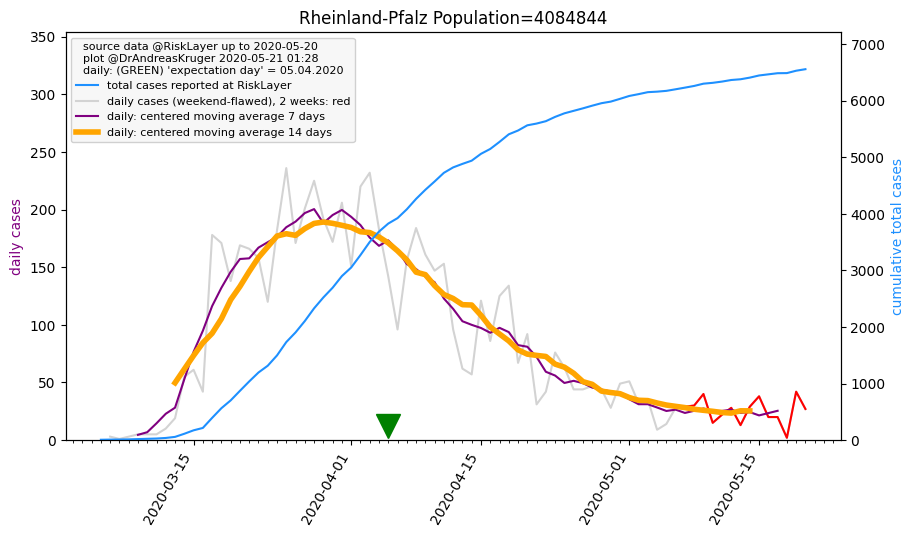 Rheinland-Pfalz Population=4084844
source data @RiskLayer up to 2020-05-20
plot @DrAndreasKruger 2020-05-21 01:28
daily: (GREEN) 'expectation day' = 05.04.2020
total cases reported at RiskLayer
daily cases (weekend-flawed), 2 weeks: red
daily: centered moving average 7 days
daily: centered moving average 14 days
daily cases
350
300
250
200
150
100
50
0
7000
6000
5000
4000
3000
2000
1000
0
cumulative total cases
2020-03-15
2020-04-01
2020-04-15
2020-05-01
2020-05-15